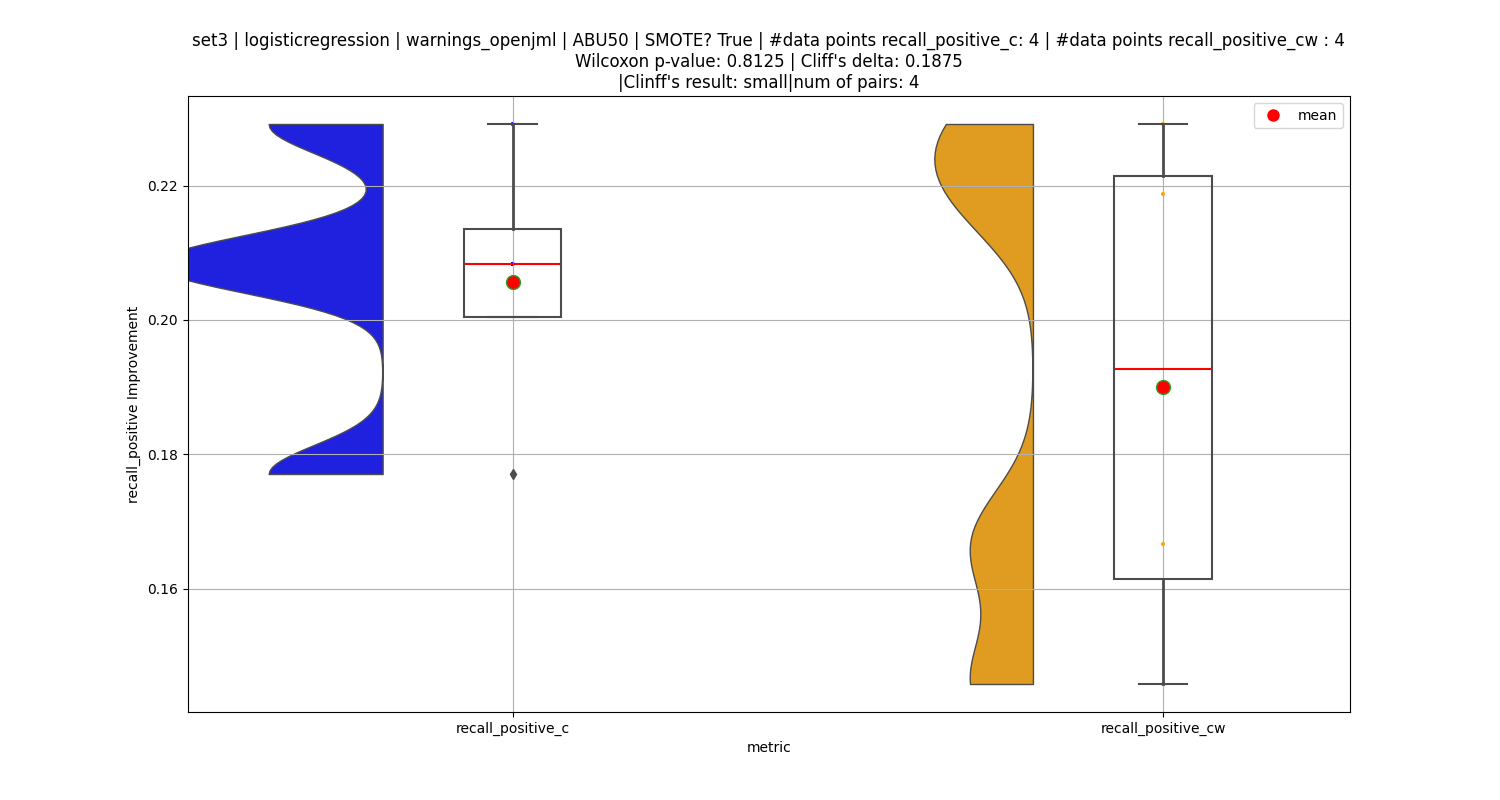 set3 | logisticregression | warnings_openjml | ABU50 | SMOTE? True | #data points recall_positive_c: 4 | #data points recall_positive_cw : 4
Wilcoxon p-value: 0.8125 | Cliff's delta: 0.1875
|Clinff's result: small|num of pairs: 4
mean
0.22
0.20
0.18
0.16
recall_positive Improvement
recall_positive_c
recall_positive_cw
metric